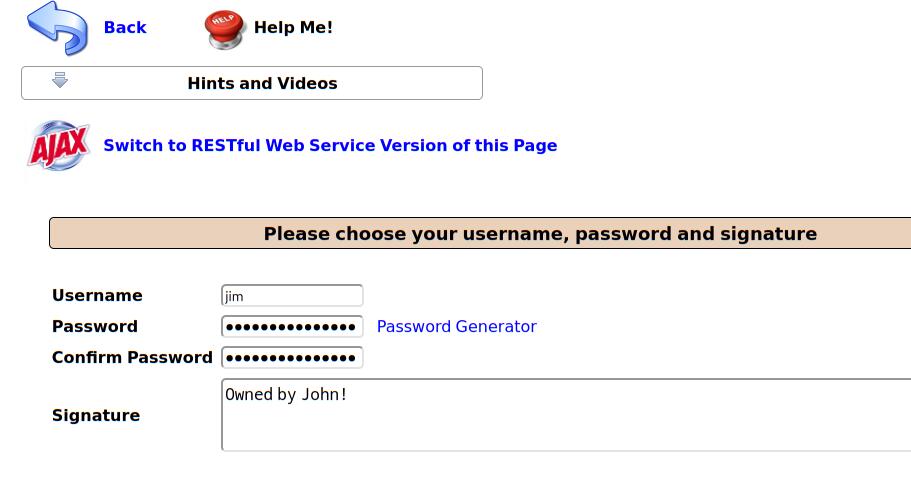 Back
HELP
Help Me!
Hints and Videos
AJAX
Switch to RESTful Web Service Version of this Page
Please choose your username, password and signature
Username jim
Password ●●●●●●●●●●●●●●● Password Generator
Confirm Password ●●●●●●●●●●●●●●●
Signature Owned by John!